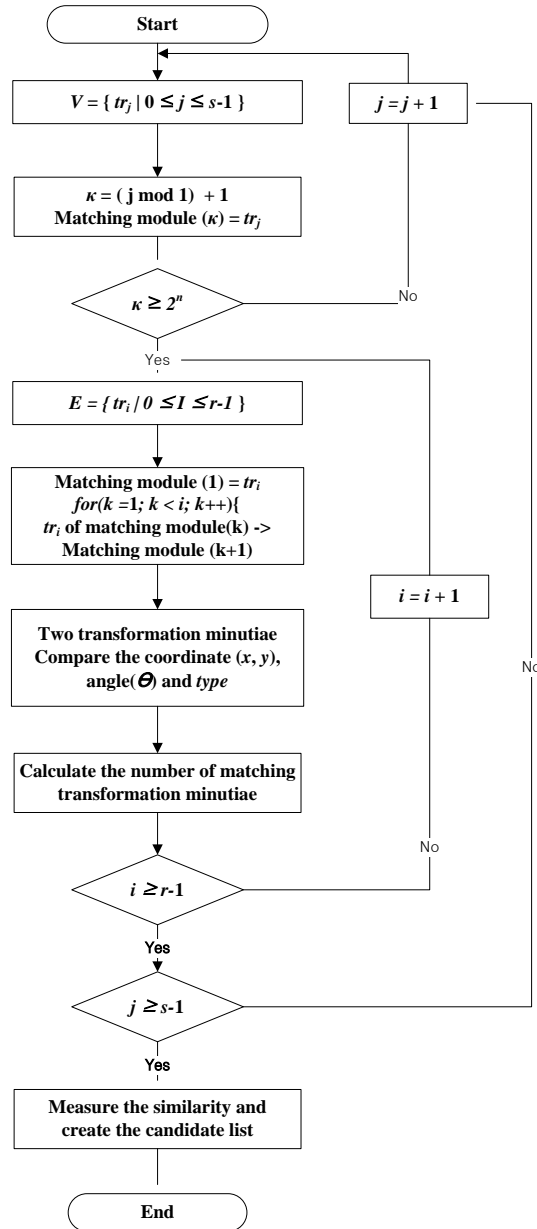 Start
V = { trj | 0 ≤ j ≤ s-1 }
j = j + 1
κ = ( j mod 1) + 1
Matching module (κ) = trj
κ ≥ 2ⁿ
No
Yes
E = { tri | 0 ≤ I ≤ r-1 }
Matching module (1) = tri
for(k =1; k < i; k++){
tri of matching module(k) ->
Matching module (k+1)
i = i + 1
Two transformation minutiae
Compare the coordinate (x, y),
angle(Θ) and type
No
Calculate the number of matching
transformation minutiae
No
i ≥ r-1
Yes
j ≥ s-1
Yes
Measure the similarity and
create the candidate list
End